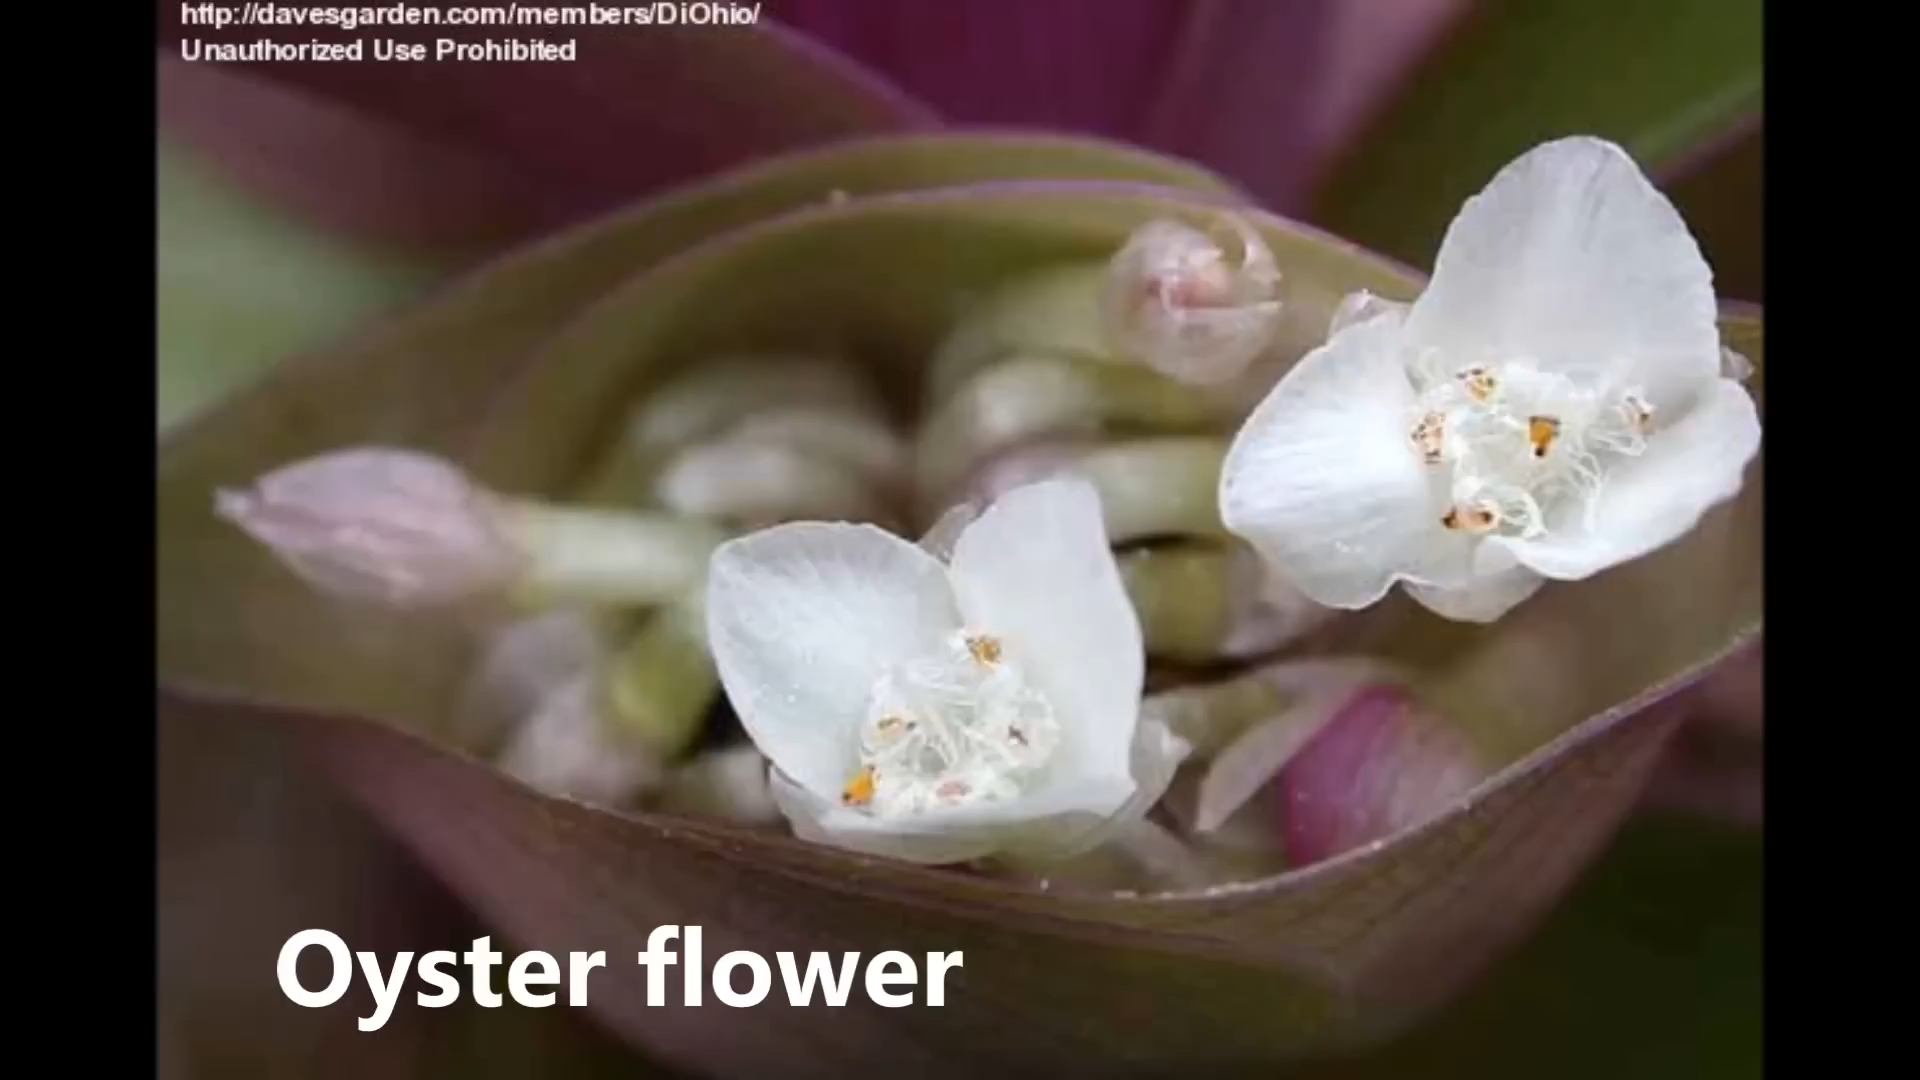 http://davesgarden.com/members/DiOhio/
Unauthorized Use Prohibited
Oyster flower